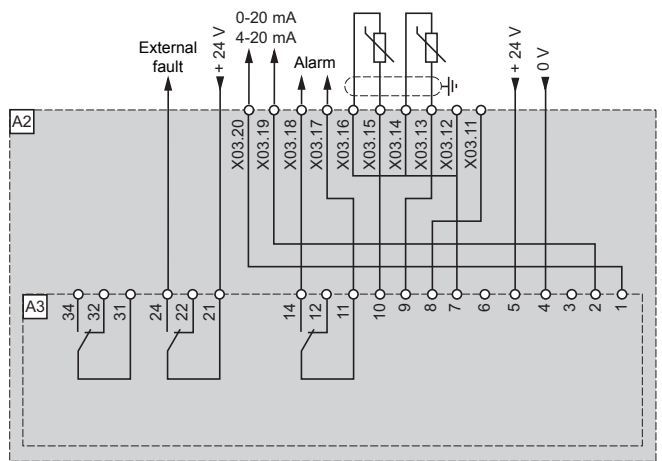 0-20 mA
4-20 mA
External
fault
+ 24 V
Alarm
+ 24 V
0 V
A2
X03.20
X03.19
X03.18
X03.17
X03.16
X03.15
X03.14
X03.13
X03.12
X03.11
A3
34
32
31
24
22
21
14
12
11
10
9
8
7
6
5
4
3
2
1